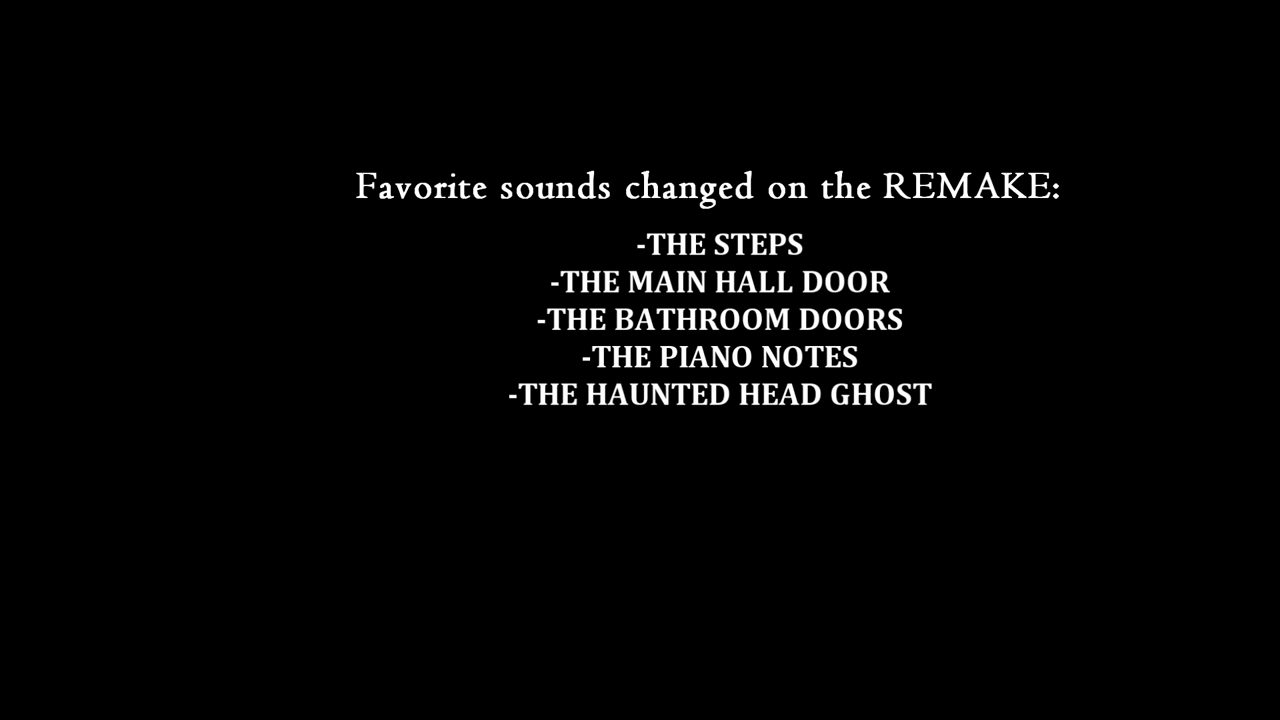 Favorite sounds changed on the REMAKE:
-THE STEPS
-THE MAIN HALL DOOR
-THE BATHROOM DOORS
-THE PIANO NOTES
-THE HAUNTED HEAD GHOST